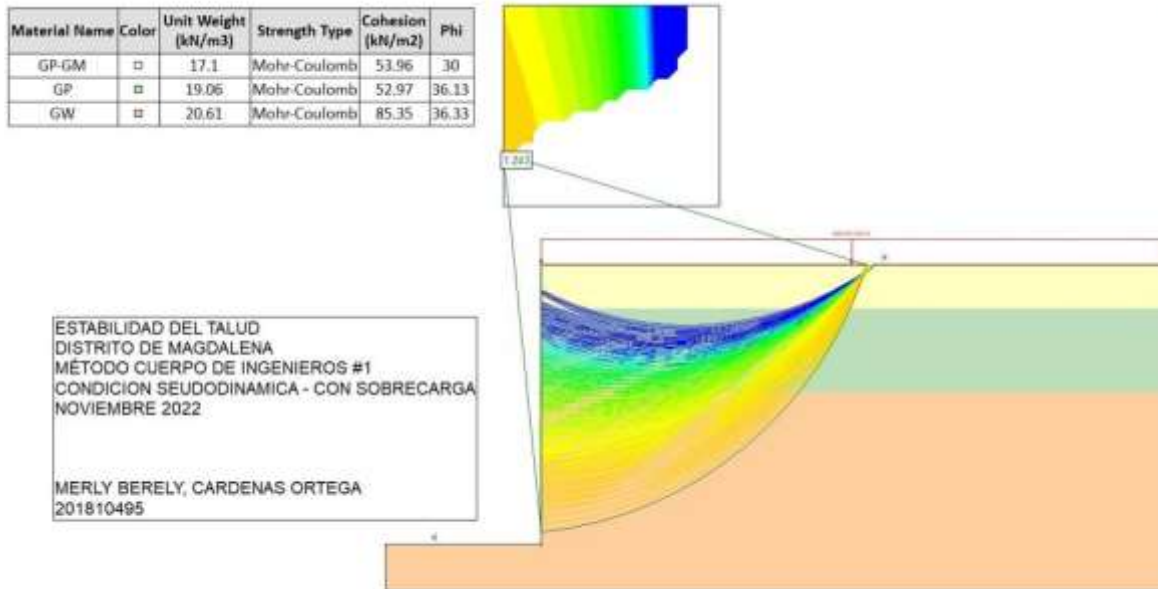 Material Name Color Unit Weight (kN/m3) Strength Type Cohesion (kN/m2) Phi
GP-GM 17.1 Mohr-Coulomb 53.96 30
GP 19.06 Mohr-Coulomb 52.97 36.13
GW 20.61 Mohr-Coulomb 85.35 36.33
ESTABILIDAD DEL TALUD
DISTRITO DE MAGDALENA
MÉTODO CUERPO DE INGENIEROS #1
CONDICION SEUDODINAMICA - CON SOBRECARGA
NOVIEMBRE 2022
MERLY BERELY, CARDENAS ORTEGA
201810495